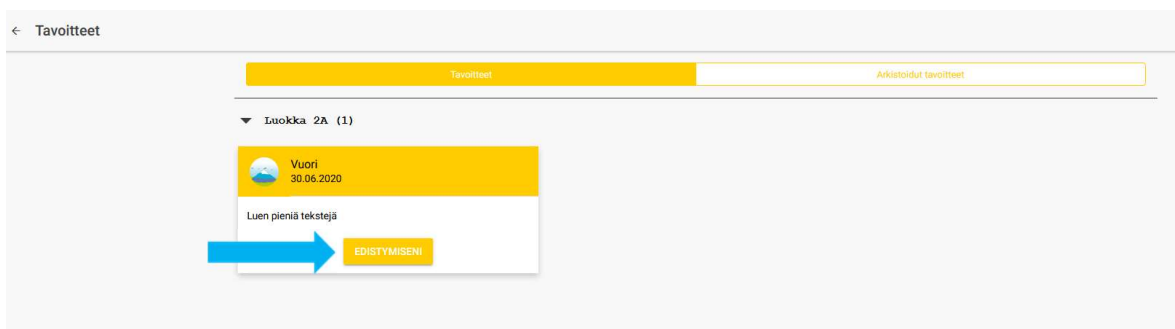 Tavoitteet
Tavoitteet Arkistoidut tavoitteet
Luokka 2A (1)
Vuori
30.06.2020
Luen pieniä tekstejä
EDISTYMISENI